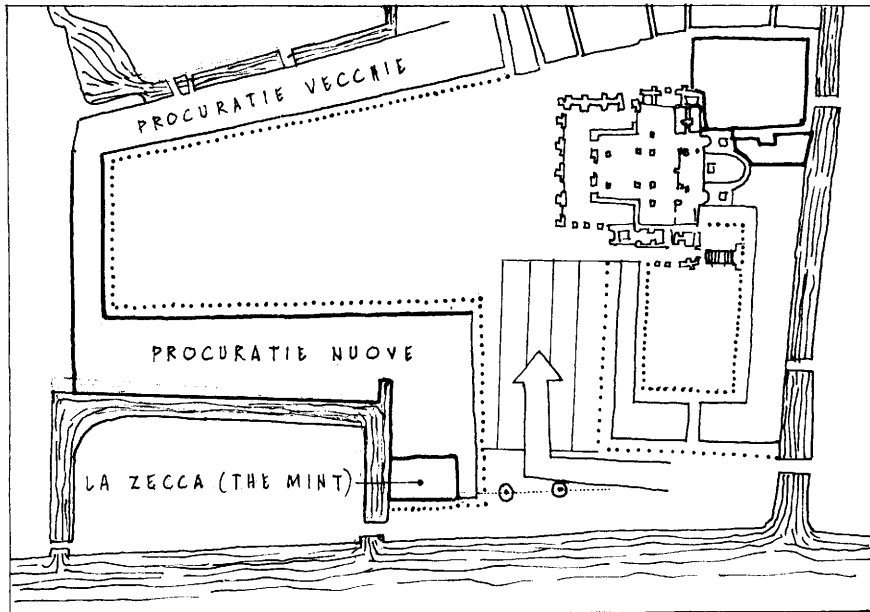 PROCURATIE VECCHIE
PROCURATIE NUOVE
LA ZECCA (THE MINT)